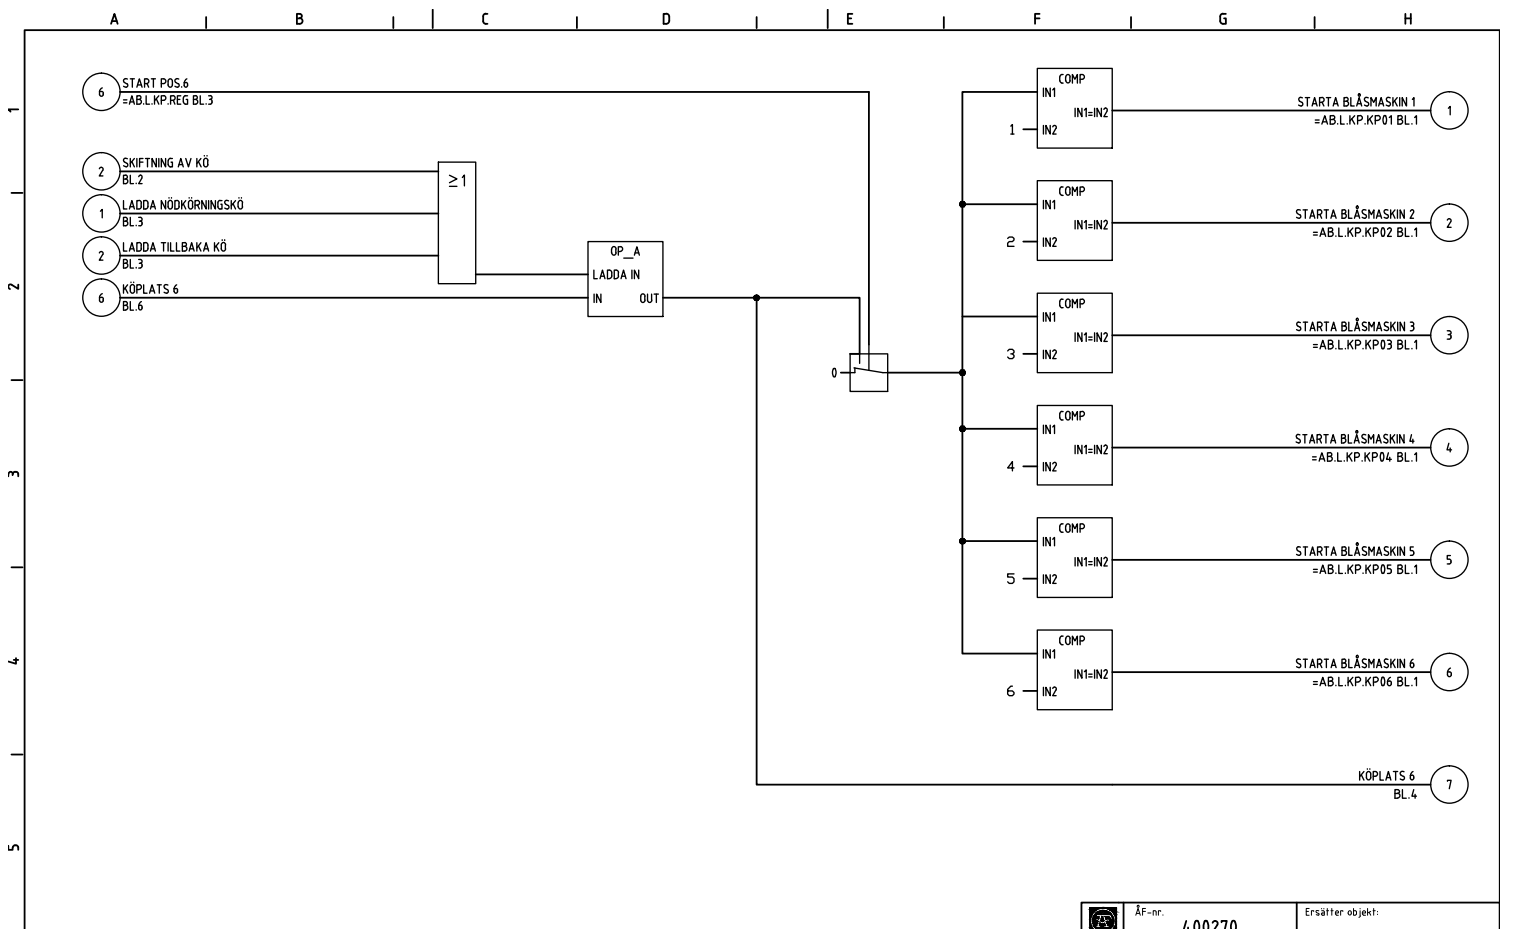 A B C D E F G H
1
2
3
4
5
6 START POS.6
=AB.L.KP.REG BL.3
2 SKIFTNING AV KÖ
BL.2
1 LADDA NÖDKÖRNINGSKÖ
BL.3
2 LADDA TILLBAKA KÖ
BL.3
6 KÖPLATS 6
BL.6
≥1
OP_A
LADDA IN
IN OUT
0
COMP
IN1
IN1=IN2
1 IN2
STARTA BLÅSMASKIN 1
=AB.L.KP.KP01 BL.1
1
COMP
IN1
IN1=IN2
2 IN2
STARTA BLÅSMASKIN 2
=AB.L.KP.KP02 BL.1
2
COMP
IN1
IN1=IN2
3 IN2
STARTA BLÅSMASKIN 3
=AB.L.KP.KP03 BL.1
3
COMP
IN1
IN1=IN2
4 IN2
STARTA BLÅSMASKIN 4
=AB.L.KP.KP04 BL.1
4
COMP
IN1
IN1=IN2
5 IN2
STARTA BLÅSMASKIN 5
=AB.L.KP.KP05 BL.1
5
COMP
IN1
IN1=IN2
6 IN2
STARTA BLÅSMASKIN 6
=AB.L.KP.KP06 BL.1
6
KÖPLATS 6
BL.4
7
ÅF
ÅF-nr.
400270
Ersätter objekt: